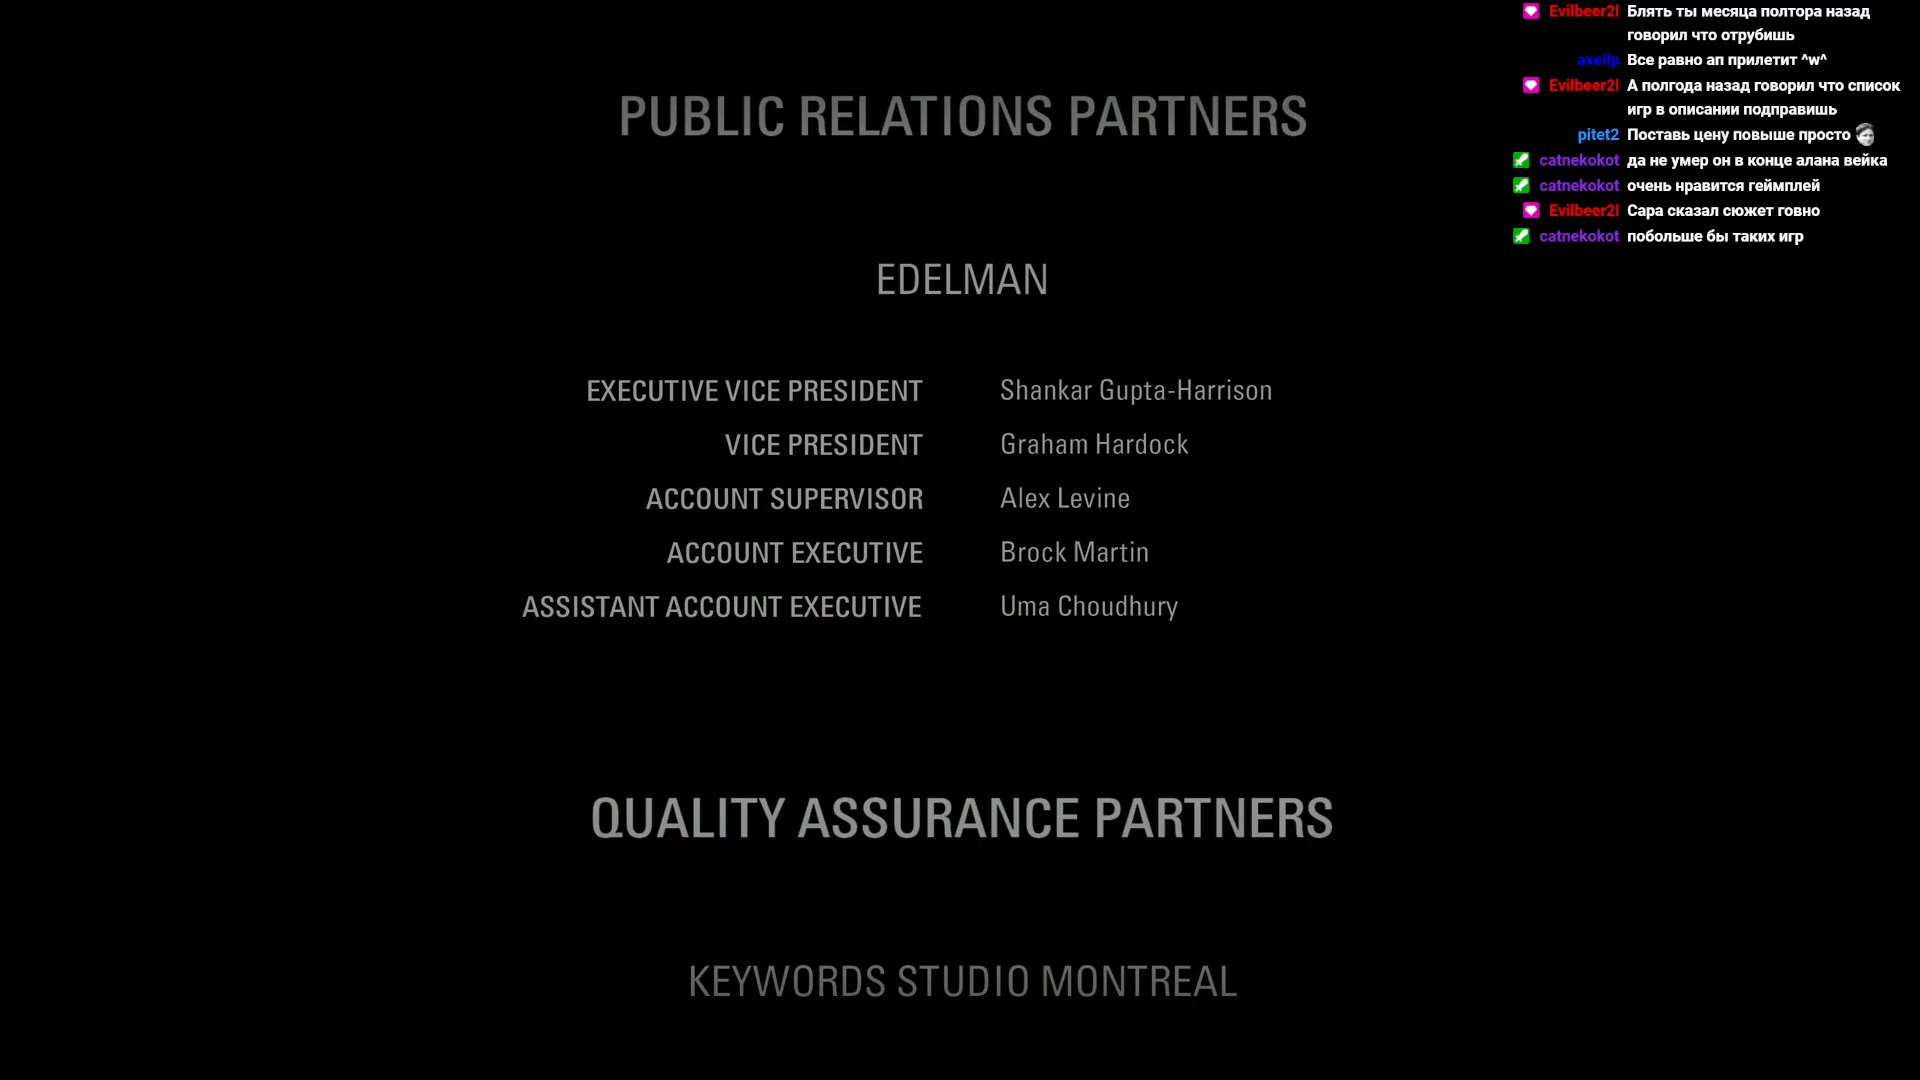 PUBLIC RELATIONS PARTNERS
EDELMAN
EXECUTIVE VICE PRESIDENT Shankar Gupta-Harrison
VICE PRESIDENT Graham Hardock
ACCOUNT SUPERVISOR Alex Levine
ACCOUNT EXECUTIVE Brock Martin
ASSISTANT ACCOUNT EXECUTIVE Uma Choudhury
QUALITY ASSURANCE PARTNERS
KEYWORDS STUDIO MONTREAL
Evilbeer2l Блять ты месяца полтора назад
говорил что отрубишь
axeilp Все равно ап прилетит ^w^
Evilbeer2l А полгода назад говорил что список
игр в описании подправишь
pitet2 Поставь цену повыше просто
catnekokot да не умер он в конце алана вейка
catnekokot очень нравится геймплей
Evilbeer2l Сара сказал сюжет говно
catnekokot побольше бы таких игр